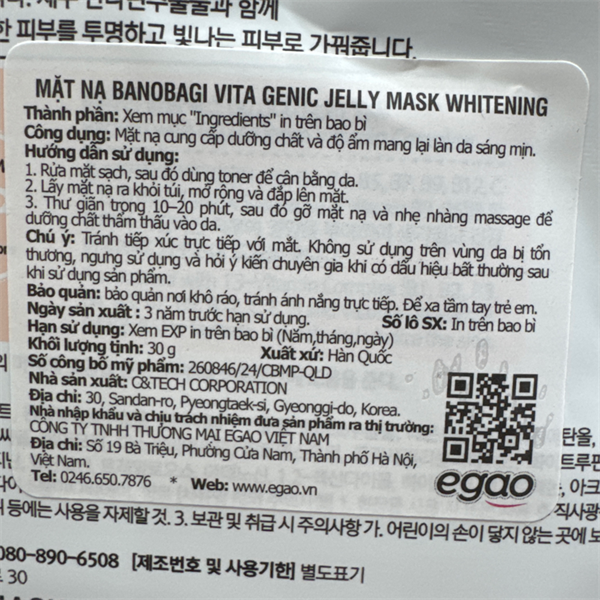 한 피부를 투명하고 빛나는 피부로 가꿔줍니다.
MẶT NẠ BANOBAGI VITA GENIC JELLY MASK WHITENING
Thành phần: Xem mục "Ingredients" in trên bao bì
Công dụng: Mặt nạ cung cấp dưỡng chất và độ ẩm mang lại làn da sáng mịn.
Hướng dẫn sử dụng:
1. Rửa mặt sạch, sau đó dùng toner để cân bằng da.
2. Lấy mặt nạ ra khỏi túi, mở rộng và đắp lên mặt.
3. Thư giãn trong 10-20 phút, sau đó gỡ mặt nạ và nhẹ nhàng massage để
dưỡng chất thẩm thấu vào da.
Chú ý: Tránh tiếp xúc trực tiếp với mắt. Không sử dụng trên vùng da bị tổn
thương, ngưng sử dụng và hỏi ý kiến chuyên gia khi có dấu hiệu bất thường sau
khi sử dụng sản phẩm.
Bảo quản: bảo quản nơi khô ráo, tránh ánh nắng trực tiếp. Để xa tầm tay trẻ em.
Ngày sản xuất : 3 năm trước hạn sử dụng. Số lô SX: In trên bao bì
Hạn sử dụng: Xem EXP in trên bao bì (Năm,tháng,ngày)
Khối lượng tịnh: 30 g Xuất xứ: Hàn Quốc
Số công bố mỹ phẩm: 260846/24/CBMP-QLD
Nhà sản xuất: C&TECH CORPORATION
Địa chỉ: 30, Sandan-ro, Pyeongtaek-si, Gyeonggi-do, Korea.
Nhà nhập khẩu và chịu trách nhiệm đưa sản phẩm ra thị trường:
CÔNG TY TNHH THƯƠNG MẠI EGAO VIỆT NAM
Địa chỉ: Số 19 Bà Triệu, Phường Cửa Nam, Thành phố Hà Nội,
Việt Nam.
Tel: 0246.650.7876 * Web: www.egao.vn
egao
탄올,
트루판
, 아크
직사광
등에는 사용을 자제할 것. 3. 보관 및 취급 시 주의사항 가. 어린이의 손이 닿지 않는 곳에 보
080-890-6508 [제조번호 및 사용기한] 별도표기
30